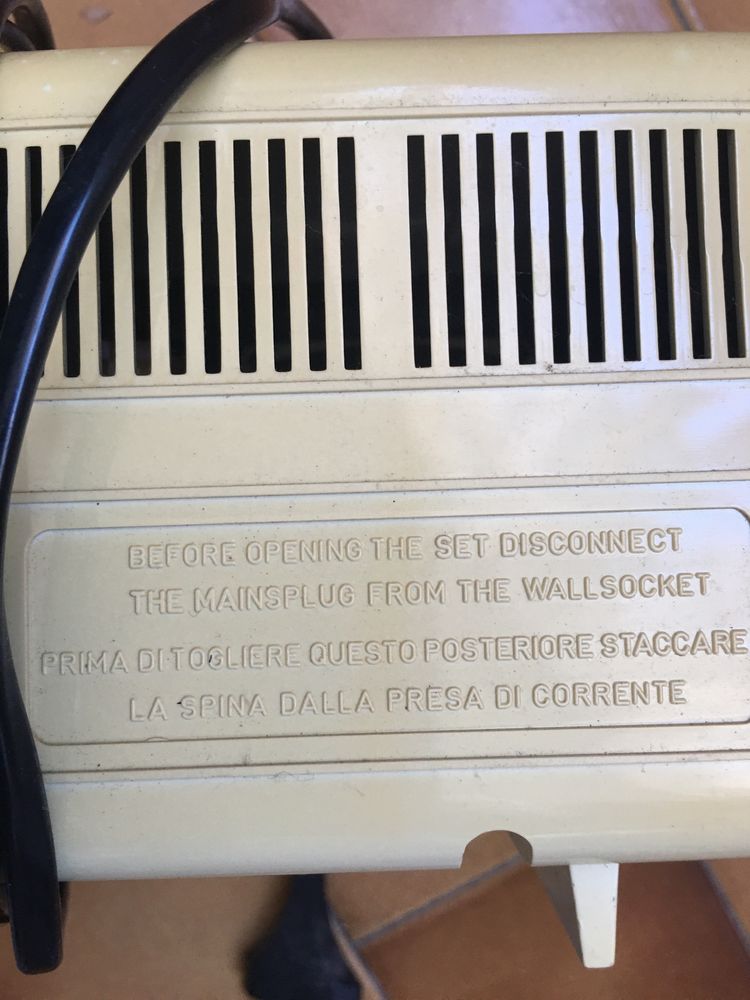 BEFORE OPENING THE SET DISCONNECT
THE MAINSPLUG FROM THE WALLSOCKET
PRIMA DI TOGLIERE QUESTO POSTERIORE STACCARE
LA SPINA DALLA PRESA DI CORRENTE